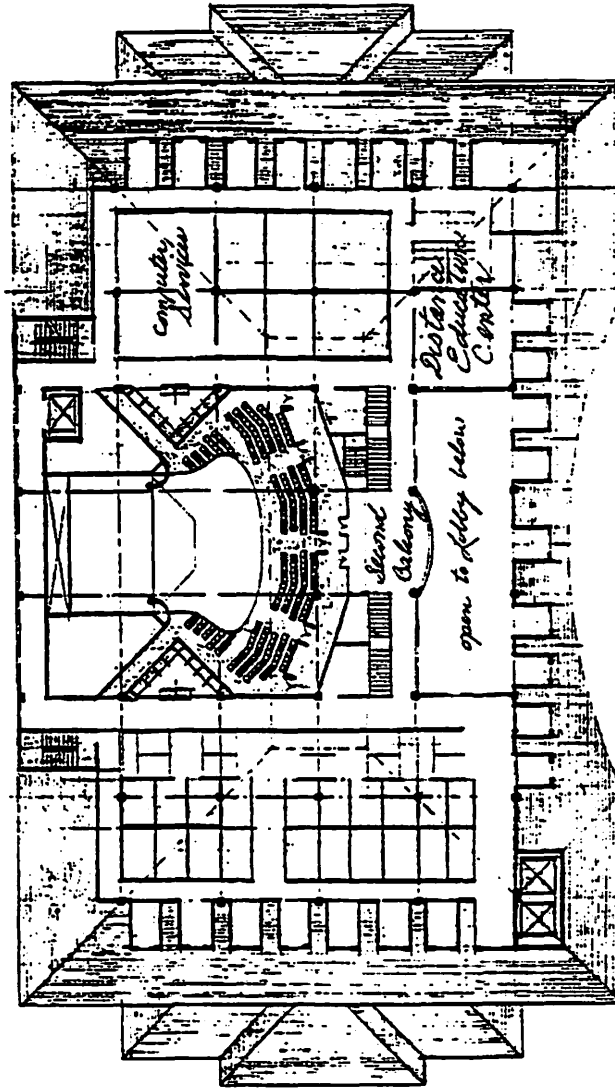 Computer
Services
Distance
Education
Center
Second
Balcony
open to Lobby below